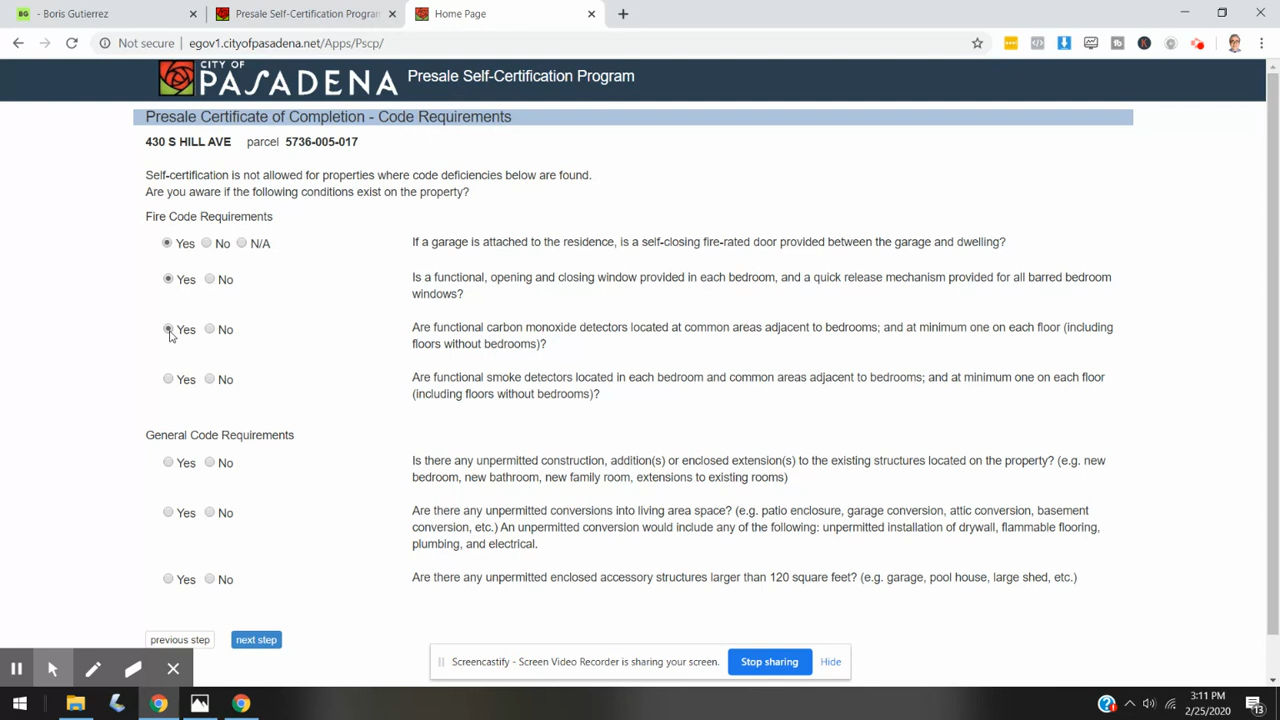 BG - Boris Gutierrez
Presale Self-Certification Program
Home Page
Not secure egov1.cityofpasadena.net/Apps/Pscp/
CITY OF
PASADENA Presale Self-Certification Program
Presale Certificate of Completion - Code Requirements
430 S HILL AVE parcel 5736-005-017
Self-certification is not allowed for properties where code deficiencies below are found.
Are you aware if the following conditions exist on the property?
Fire Code Requirements
Yes No N/A If a garage is attached to the residence, is a self-closing fire-rated door provided between the garage and dwelling?
Yes No Is a functional, opening and closing window provided in each bedroom, and a quick release mechanism provided for all barred bedroom
windows?
Yes No Are functional carbon monoxide detectors located at common areas adjacent to bedrooms; and at minimum one on each floor (including
floors without bedrooms)?
Yes No Are functional smoke detectors located in each bedroom and common areas adjacent to bedrooms; and at minimum one on each floor
(including floors without bedrooms)?
General Code Requirements
Yes No Is there any unpermitted construction, addition(s) or enclosed extension(s) to the existing structures located on the property? (e.g. new
bedroom, new bathroom, new family room, extensions to existing rooms)
Yes No Are there any unpermitted conversions into living area space? (e.g. patio enclosure, garage conversion, attic conversion, basement
conversion, etc.) An unpermitted conversion would include any of the following: unpermitted installation of drywall, flammable flooring,
plumbing, and electrical.
Yes No Are there any unpermitted enclosed accessory structures larger than 120 square feet? (e.g. garage, pool house, large shed, etc.)
previous step next step
Screencastify - Screen Video Recorder is sharing your screen. Stop sharing Hide
3:11 PM
2/25/2020
13